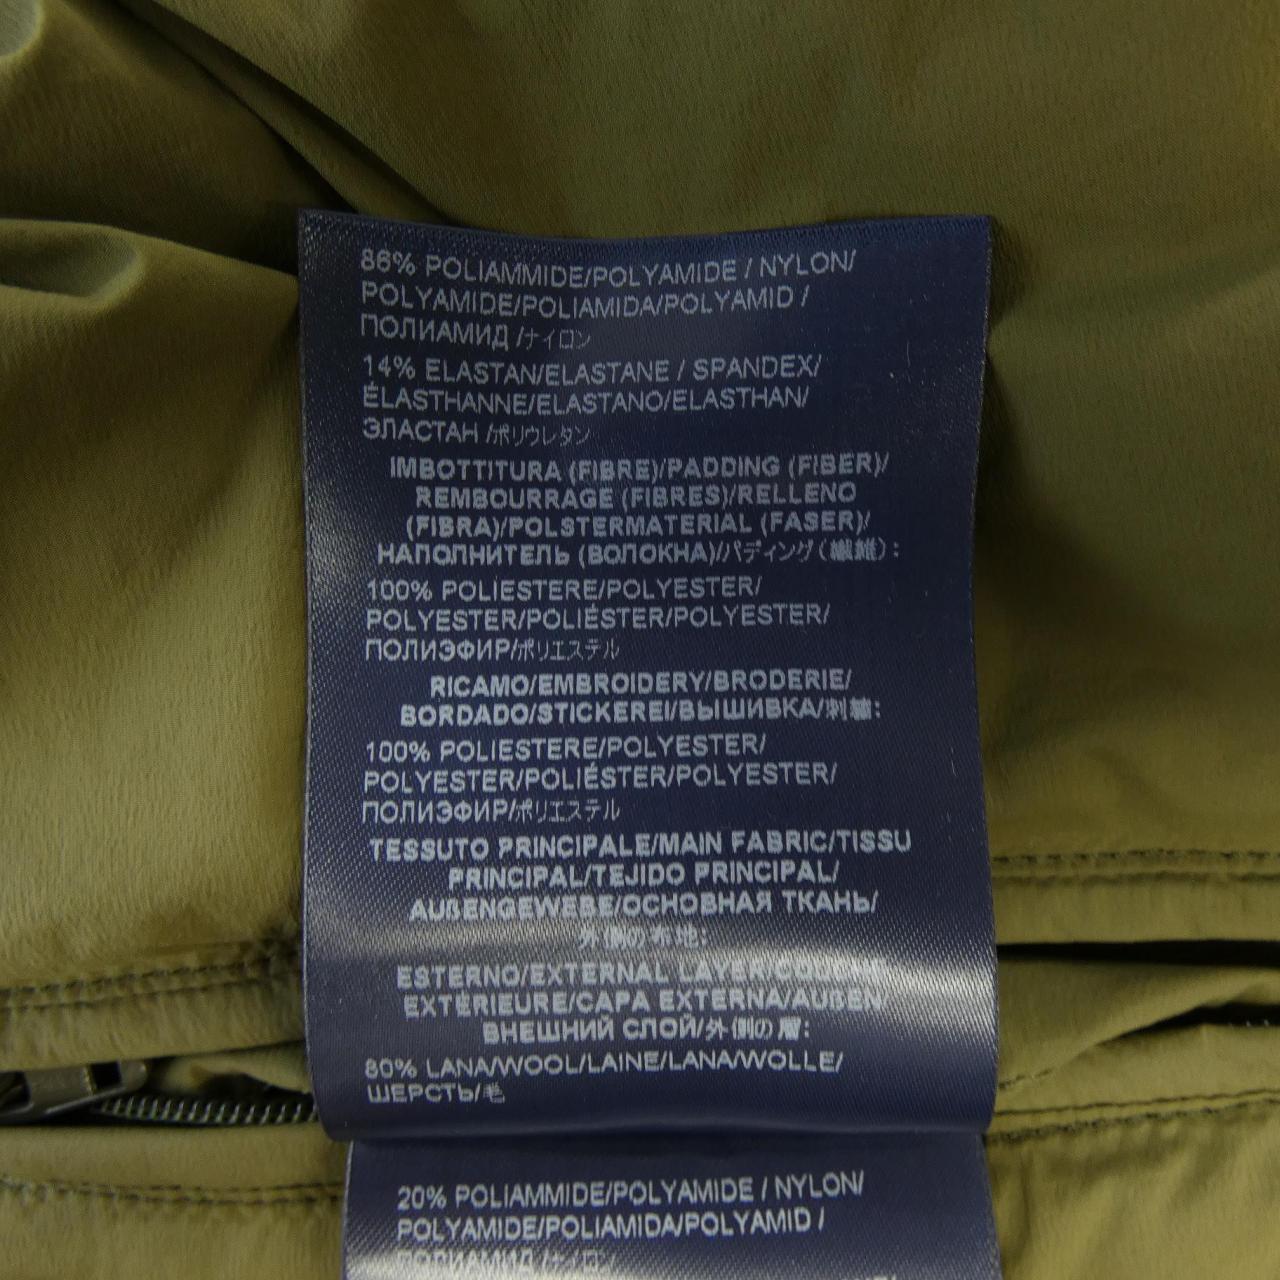 86% POLIAMMIDE/POLYAMIDE / NYLON/
POLYAMIDE/POLIAMIDA/POLYAMID /
ПОЛИАМИД /ナイロン
14% ELASTAN/ELASTANE / SPANDEX/
ÉLASTHANNE/ELASTANO/ELASTHAN/
ЭЛАСТАН /ポリウレタン
IMBOTTITURA (FIBRE)/PADDING (FIBER)/
REMBOURRAGE (FIBRES)/RELLENO
(FIBRA)/POLSTERMATERIAL (FASER)/
НАПОЛНИТЕЛЬ (ВОЛОКНА)/パディング(繊維):
100% POLIESTERE/POLYESTER/
POLYESTER/POLIÉSTER/POLYESTER/
ПОЛИЭФИР/ポリエステル
RICAMO/EMBROIDERY/BRODERIE/
BORDADO/STICKEREI/ВЫШИВКА/刺繍:
100% POLIESTERE/POLYESTER/
POLYESTER/POLIÉSTER/POLYESTER/
ПОЛИЭФИР/ポリエステル
TESSUTO PRINCIPALE/MAIN FABRIC/TISSU
PRINCIPAL/TEJIDO PRINCIPAL/
AUßENGEWEBE/ОСНОВНАЯ ТКАНЬ/
外側の布地:
ESTERNO/EXTERNAL LAYER/COUCHE
EXTÉRIEURE/CAPA EXTERNA/AUßEN/
ВНЕШНИЙ СЛОЙ/外側の層:
80% LANA/WOOL/LAINE/LANA/WOLLE/
ШЕРСТЬ/毛
20% POLIAMMIDE/POLYAMIDE / NYLON/
POLYAMIDE/POLIAMIDA/POLYAMID /
ПОЛИАМИД /ナイロン